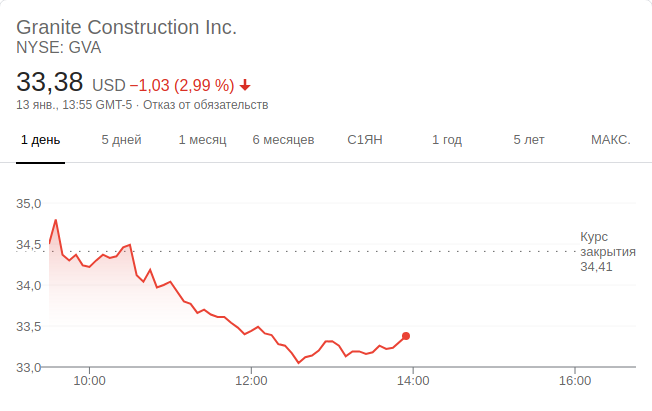 Granite Construction Inc.
NYSE: GVA
33,38 USD −1,03 (2,99 %)
13 янв., 13:55 GMT-5 · Отказ от обязательств
1 день 5 дней 1 месяц 6 месяцев С1ЯН 1 год 5 лет МАКС.
35,0
34,5
34,0
33,5
33,0
Курс
закрытия
34,41
10:00 12:00 14:00 16:00